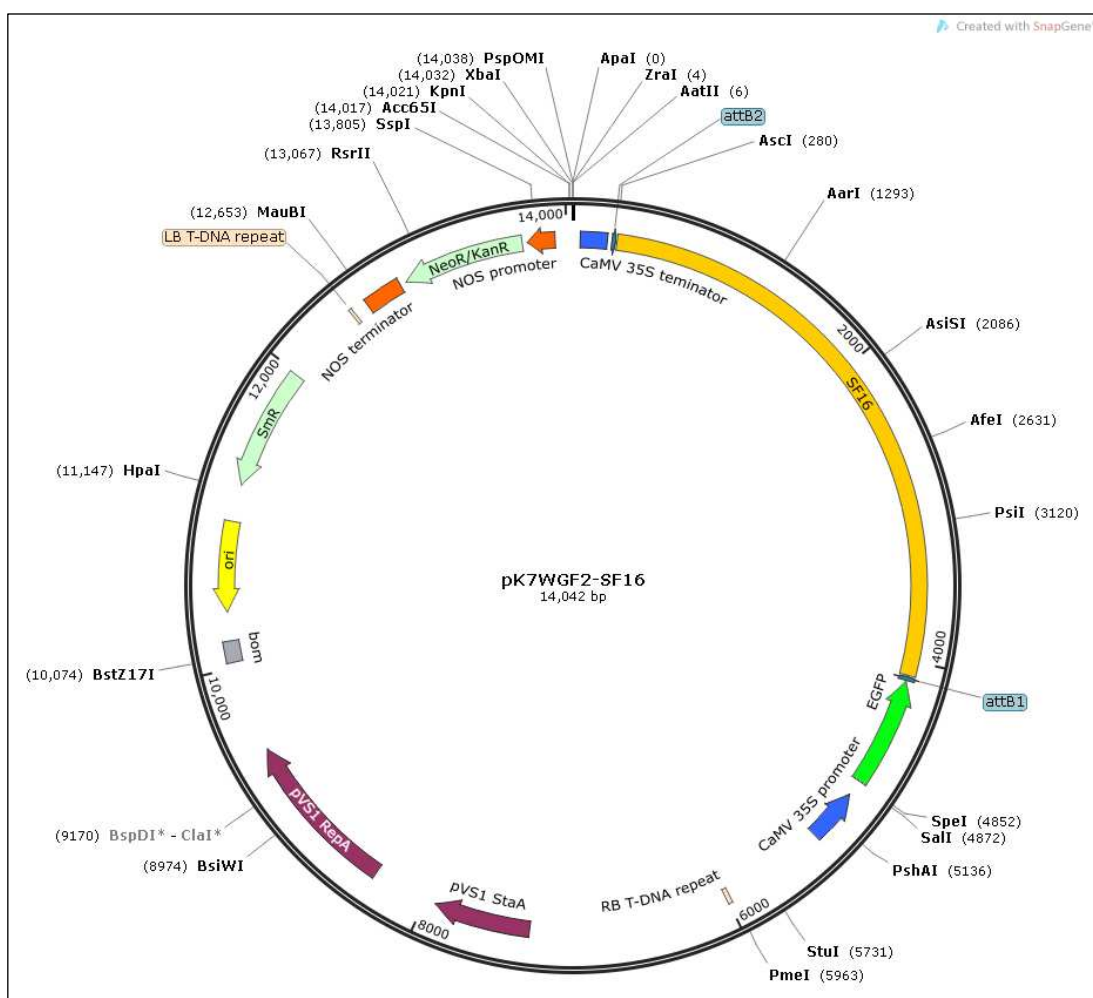 Created with SnapGene
(14,038) PspOMI
(14,032) XbaI
(14,021) KpnI
(14,017) Acc65I
(13,805) SspI
(13,067) RsrII
(12,653) MauBI
LB T-DNA repeat
ApaI (0)
ZraI (4)
AatII (6)
attB2
AscI (280)
AarI (1293)
AsiSI (2086)
AfeI (2631)
PsiI (3120)
14,000
2000
4000
6000
8000
10,000
12,000
NeoR/KanR
NOS promoter
NOS terminator
CaMV 35S teminator
SF16
SmR
(11,147) HpaI
ori
bom
(10,074) BstZ17I
pK7WGF2-SF16
14,042 bp
EGFP
attB1
CaMV 35S promoter
SpeI (4852)
SalI (4872)
PshAI (5136)
StuI (5731)
PmeI (5963)
RB T-DNA repeat
pVS1 StaA
pVS1 RepA
(9170) BspDI* - ClaI*
(8974) BsiWI